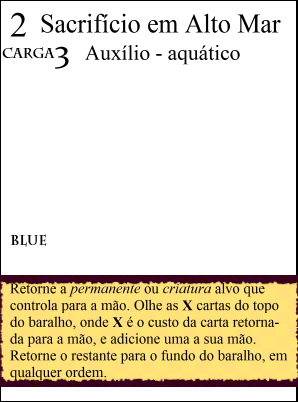 2 Sacrifício em Alto Mar
CARGA 3 Auxílio - aquático
BLUE
Retorne a permanente ou criatura alvo que
controla para a mão. Olhe as X cartas do topo
do baralho, onde X é o custo da carta retorna-
da para a mão, e adicione uma a sua mão.
Retorne o restante para o fundo do baralho, em
qualquer ordem.